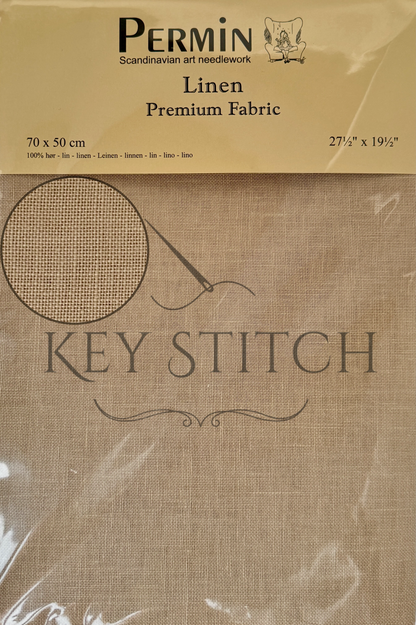 PERMIN
Scandinavian art needlework
Linen
Premium Fabric
70 x 50 cm
27½" x 19½"
100% hør - lin - linen - Leinen - linnen - lin - lino - lino
KEY STITCH